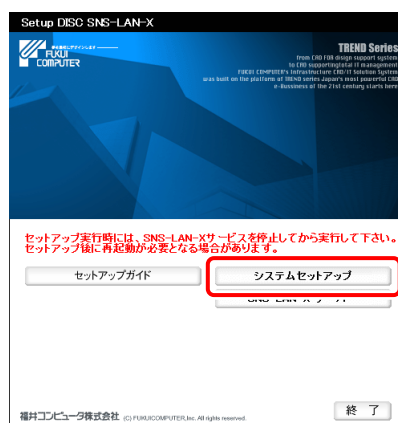 Setup DISC SNS-LAN-X
FUKUI
COMPUTER
TREND Series
from CAD FOR disign support system
to CAD supportingtotal IT management
FUKUI COMPUTER's Infrastructure CAD/IT Solution System
was built on the platform of TREND series Japan's most powerful CAD
e-Bussiness of the 21st century starts here
セットアップ実行時には、SNS-LAN-Xサービスを停止してから実行して下さい。
セットアップ後に再起動が必要となる場合があります。
セットアップガイド
システムセットアップ
終 了
福井コンピュータ株式会社 (C) FUKUICOMPUTER,Inc. All rights reserved.